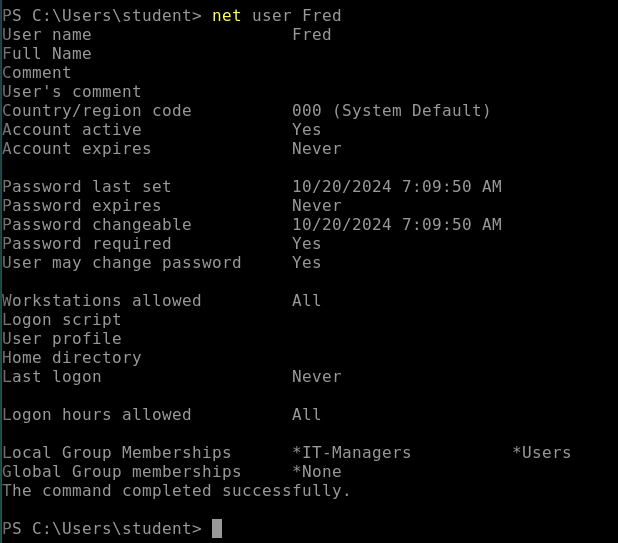 PS C:\Users\student> net user Fred
User name                    Fred
Full Name
Comment
User's comment
Country/region code          000 (System Default)
Account active               Yes
Account expires              Never

Password last set            10/20/2024 7:09:50 AM
Password expires             Never
Password changeable          10/20/2024 7:09:50 AM
Password required            Yes
User may change password     Yes

Workstations allowed         All
Logon script
User profile
Home directory
Last logon                   Never

Logon hours allowed          All

Local Group Memberships      *IT-Managers          *Users
Global Group memberships     *None
The command completed successfully.

PS C:\Users\student>